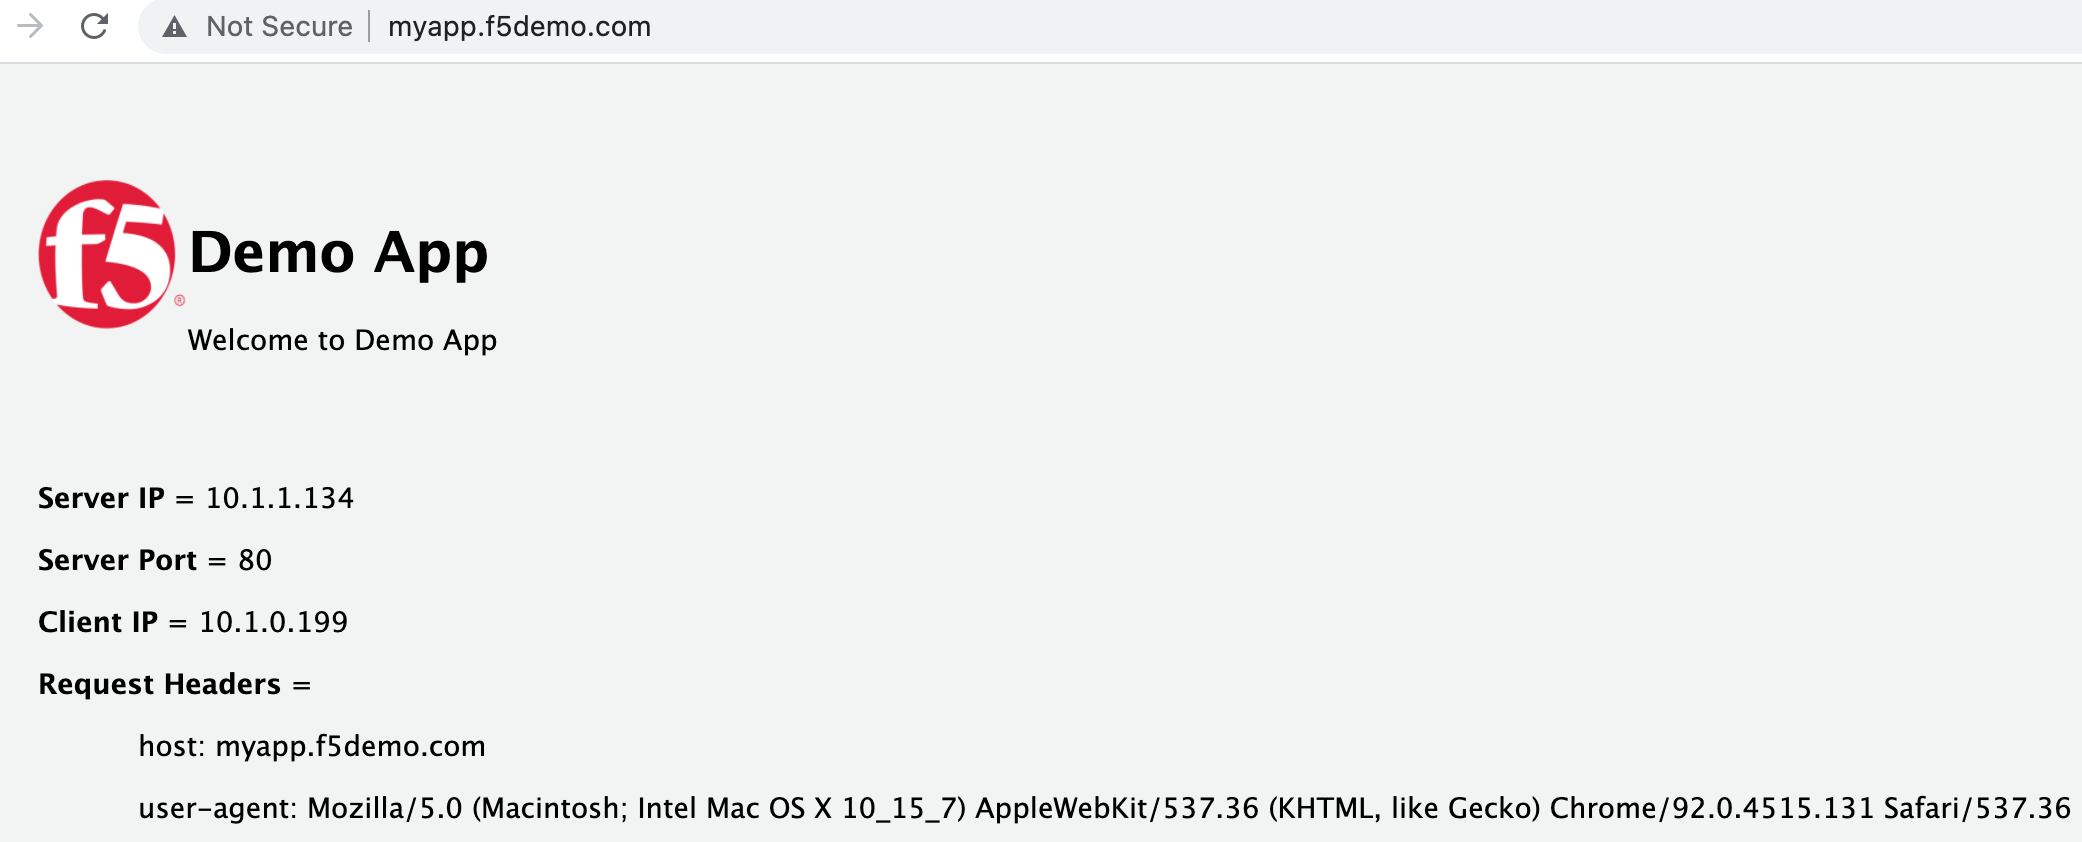 Not Secure | myapp.f5demo.com
f5®
Demo App
Welcome to Demo App
Server IP = 10.1.1.134
Server Port = 80
Client IP = 10.1.0.199
Request Headers =
host: myapp.f5demo.com
user-agent: Mozilla/5.0 (Macintosh; Intel Mac OS X 10_15_7) AppleWebKit/537.36 (KHTML, like Gecko) Chrome/92.0.4515.131 Safari/537.36